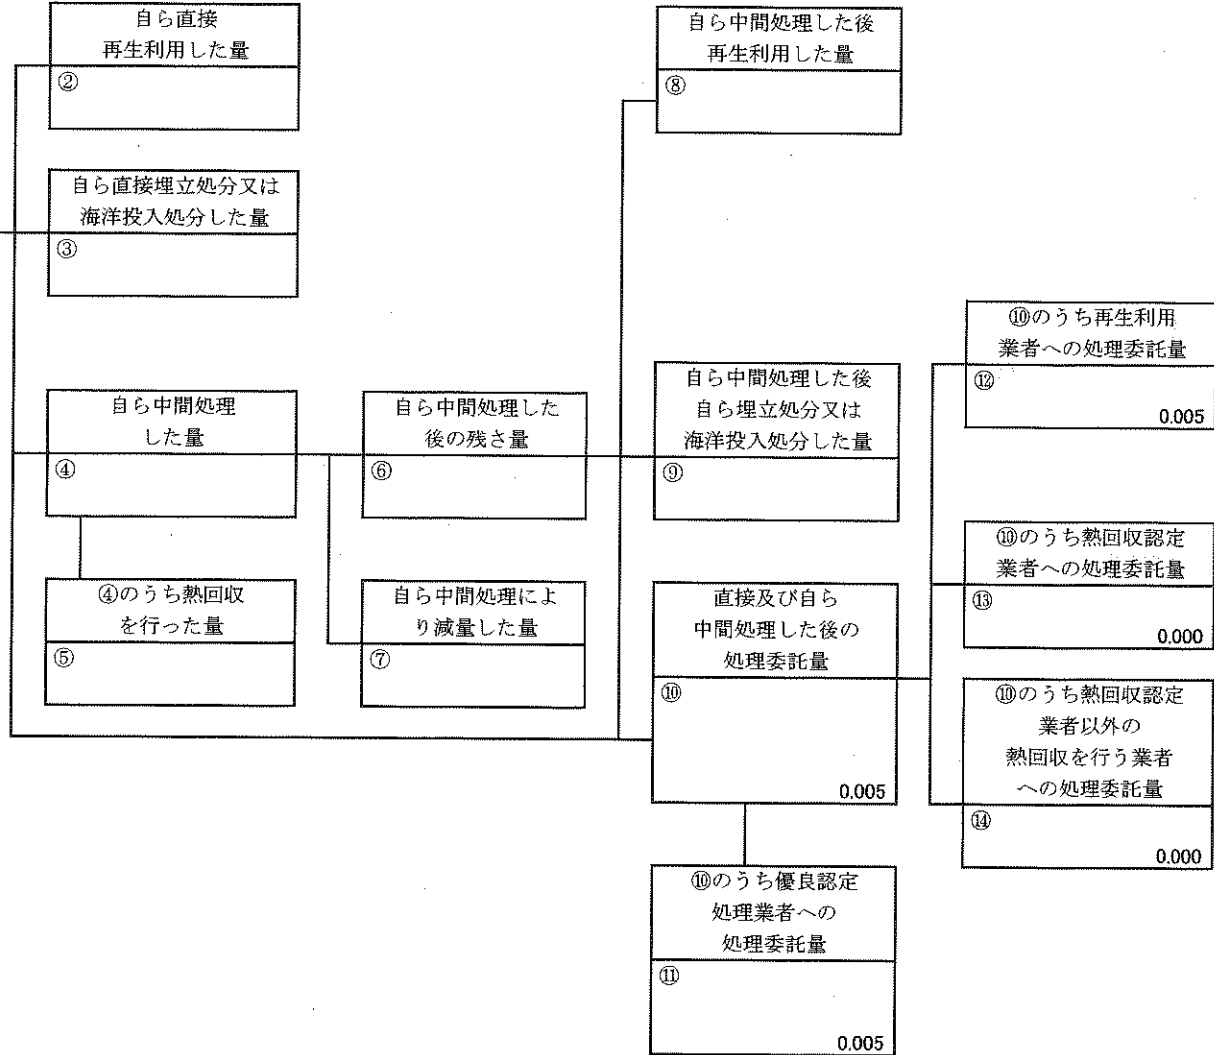 自ら直接
再生利用した量
②
自ら直接埋立処分又は
海洋投入処分した量
③
自ら中間処理
した量
④
④のうち熱回収
を行った量
⑤
自ら中間処理した
後の残さ量
⑥
自ら中間処理によ
り減量した量
⑦
自ら中間処理した後
再生利用した量
⑧
自ら中間処理した後
自ら埋立処分又は
海洋投入処分した量
⑨
直接及び自ら
中間処理した後の
処理委託量
⑩
0.005
⑩のうち優良認定
処理業者への
処理委託量
⑪
0.005
⑩のうち再生利用
業者への処理委託量
⑫
0.005
⑩のうち熱回収認定
業者への処理委託量
⑬
0.000
⑩のうち熱回収認定
業者以外の
熱回収を行う業者
への処理委託量
⑭
0.000